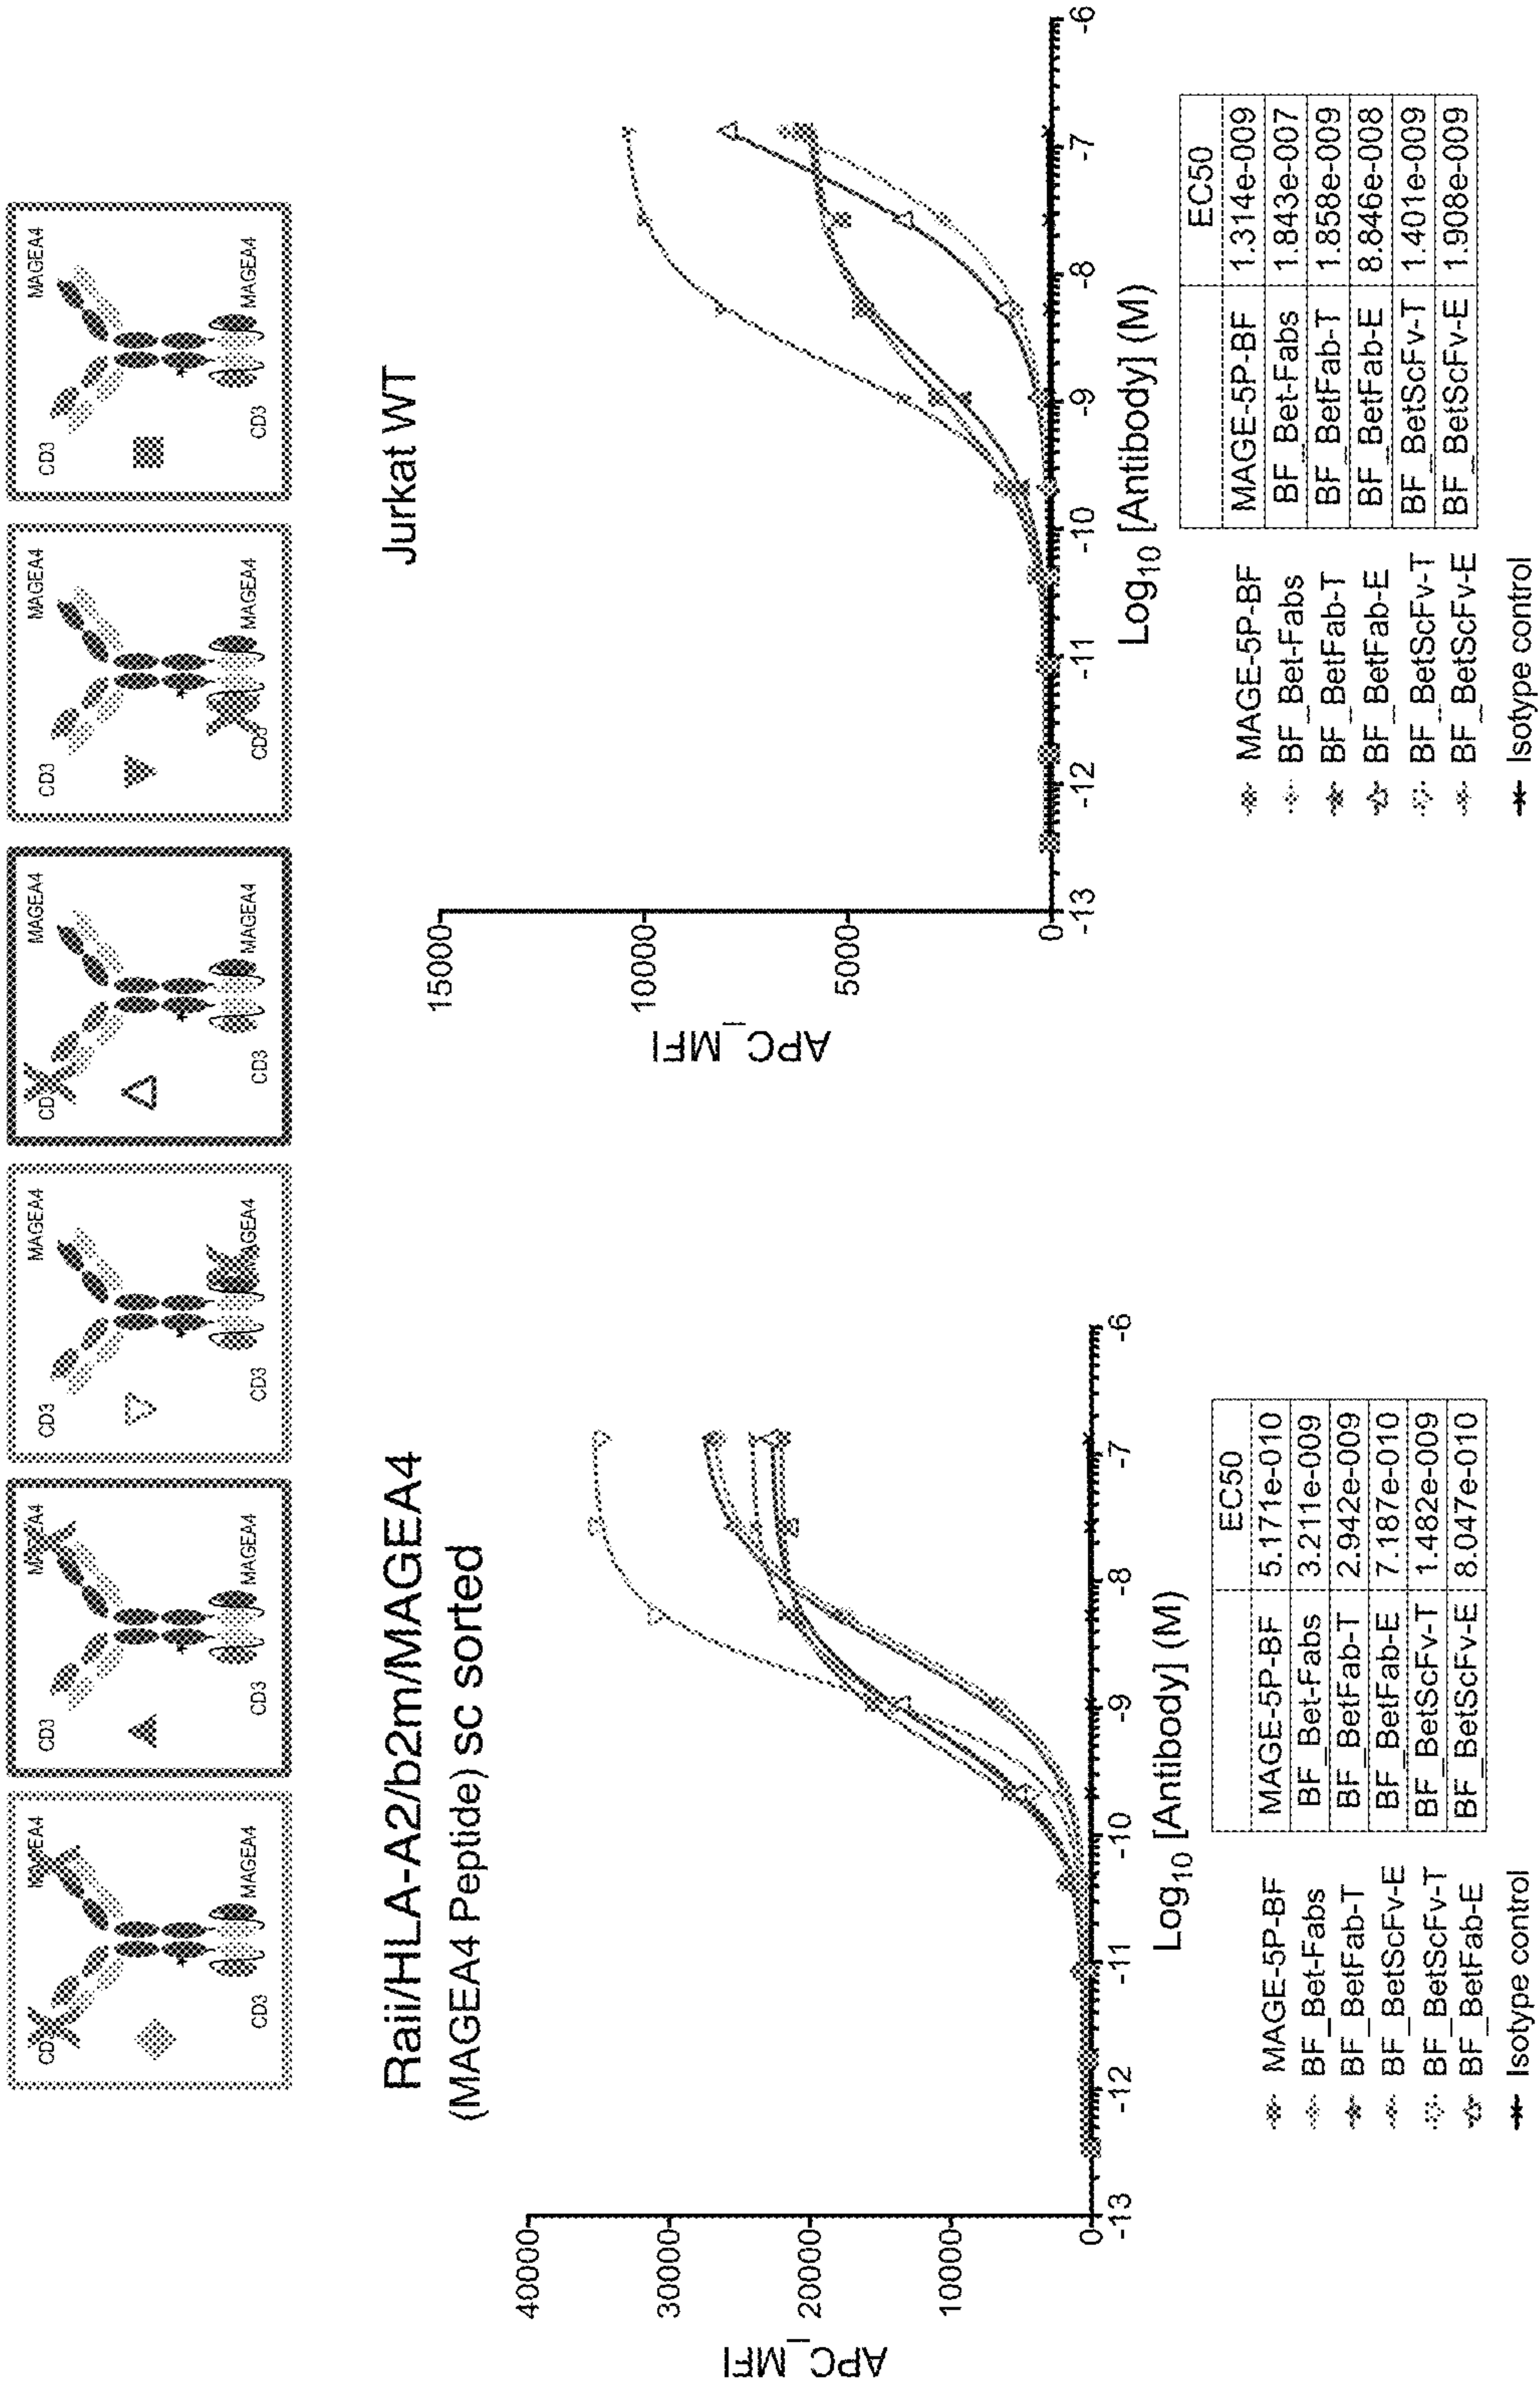 CD
CD3
MAGEA4
CD3
CD3
MAGEA4
CD3
MAGEA4
CD3
AGEA4
CD
MAGEA4
CD3
MAGEA4
CD3
MAGEA4
MAGEA4
CD3
MAGEA4
CD3
MAGEA4
Raii/HLA-A2/b2m/MAGEA4
(MAGEA4 Peptide) sc sorted
APC_MFI
40000
30000
20000
10000
0
-13
-12
-11
-10
-9
-8
-7
-6
Log10 [Antibody] (M)
MAGE-5P-BF
BF_Bet-Fabs
BF_BetFab-T
BF_BetScFv-E
BF_BetScFv-T
BF_BetFab-E
Isotype control
EC50
MAGE-5P-BF 5.171e-010
BF_Bet-Fabs 3.211e-009
BF_BetFab-T 2.942e-009
BF_BetFab-E 7.187e-010
BF_BetScFv-T 1.482e-009
BF_BetScFv-E 8.047e-010
Jurkat WT
APC_MFI
15000
10000
5000
0
-13
-12
-11
-10
-9
-8
-7
-6
Log10 [Antibody] (M)
MAGE-5P-BF
BF_Bet-Fabs
BF_BetFab-T
BF_BetFab-E
BF_BetScFv-T
BF_BetScFv-E
Isotype control
EC50
MAGE-5P-BF 1.314e-009
BF_Bet-Fabs 1.843e-007
BF_BetFab-T 1.858e-009
BF_BetFab-E 8.846e-008
BF_BetScFv-T 1.401e-009
BF_BetScFv-E 1.908e-009